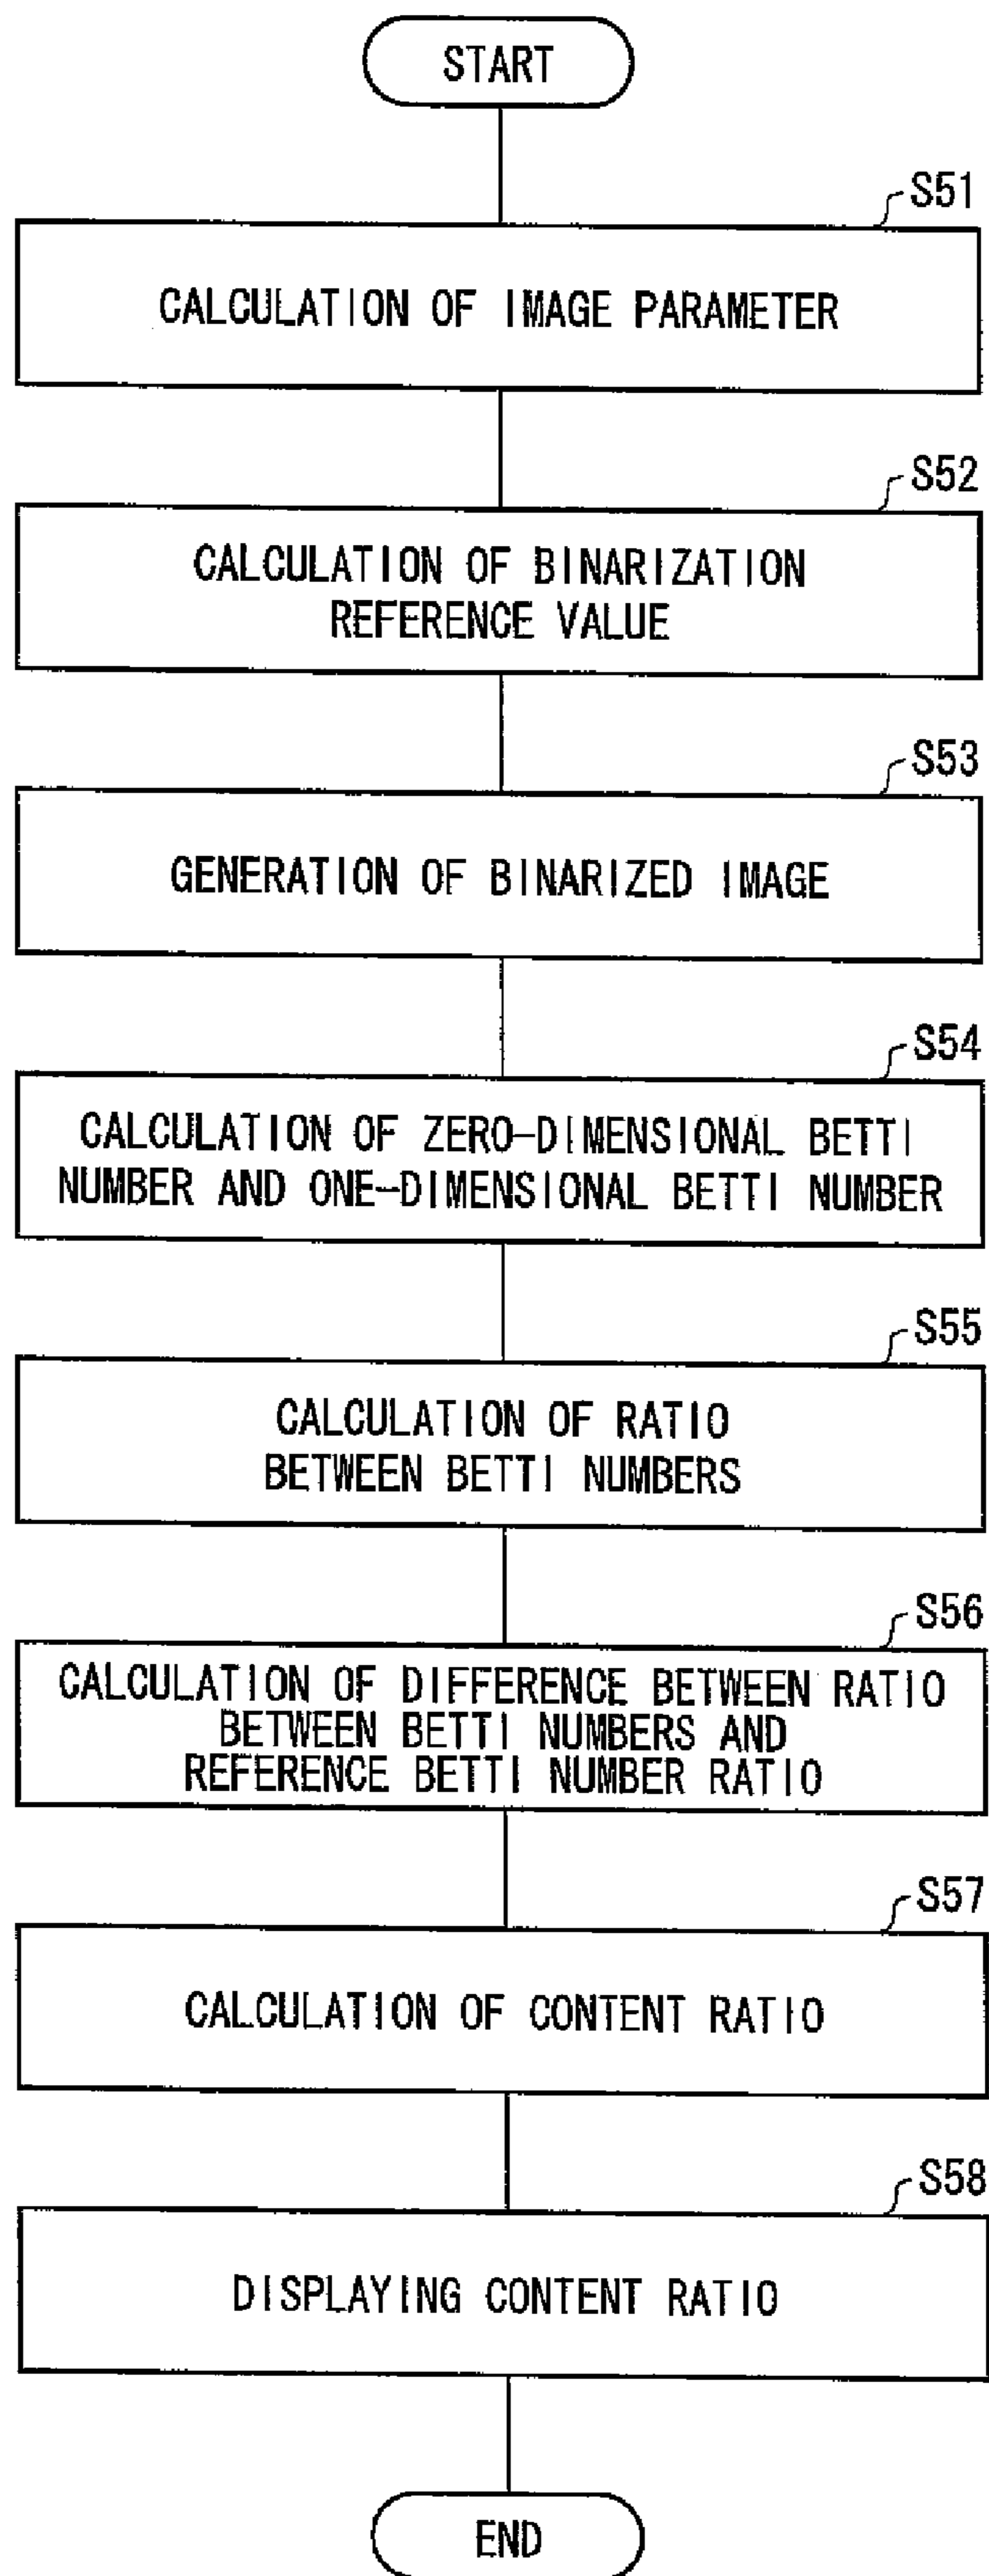 START
S51
CALCULATION OF IMAGE PARAMETER
S52
CALCULATION OF BINARIZATION
REFERENCE VALUE
S53
GENERATION OF BINARIZED IMAGE
S54
CALCULATION OF ZERO-DIMENSIONAL BETTI
NUMBER AND ONE-DIMENSIONAL BETTI NUMBER
S55
CALCULATION OF RATIO
BETWEEN BETTI NUMBERS
S56
CALCULATION OF DIFFERENCE BETWEEN RATIO
BETWEEN BETTI NUMBERS AND
REFERENCE BETTI NUMBER RATIO
S57
CALCULATION OF CONTENT RATIO
S58
DISPLAYING CONTENT RATIO
END